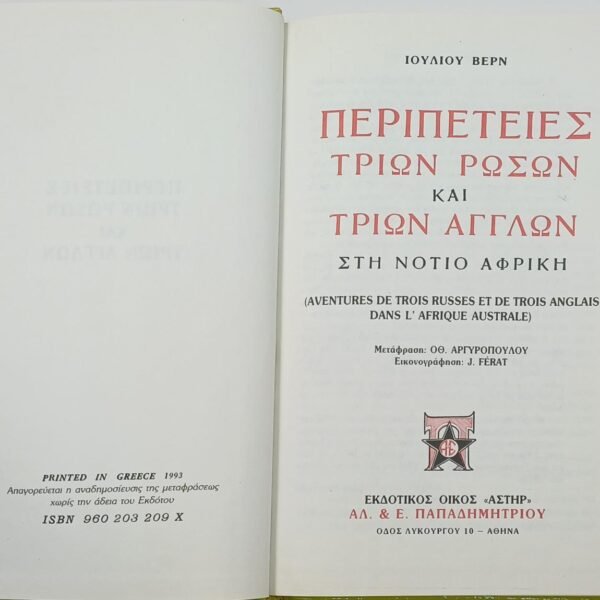 PRINTED IN GREECE 1993
Απαγορεύεται η αναδημοσίευσις της μεταφράσεως
χωρίς την άδεια του Εκδότου
ISBN 960 203 209 X
ΙΟΥΛΙΟΥ ΒΕΡΝ
ΠΕΡΙΠΕΤΕΙΕΣ
ΤΡΙΩΝ ΡΩΣΩΝ
ΚΑΙ
ΤΡΙΩΝ ΑΓΓΛΩΝ
ΣΤΗ ΝΟΤΙΟ ΑΦΡΙΚΗ
(AVENTURES DE TROIS RUSSES ET DE TROIS ANGLAIS
DANS L' AFRIQUE AUSTRALE)
Μετάφραση: ΟΘ. ΑΡΓΥΡΟΠΟΥΛΟΥ
Εικονογράφηση: J. FÉRAT
ΕΚΔΟΤΙΚΟΣ ΟΙΚΟΣ «ΑΣΤΗΡ»
ΑΛ. & Ε. ΠΑΠΑΔΗΜΗΤΡΙΟΥ
ΟΔΟΣ ΛΥΚΟΥΡΓΟΥ 10 – ΑΘΗΝΑ